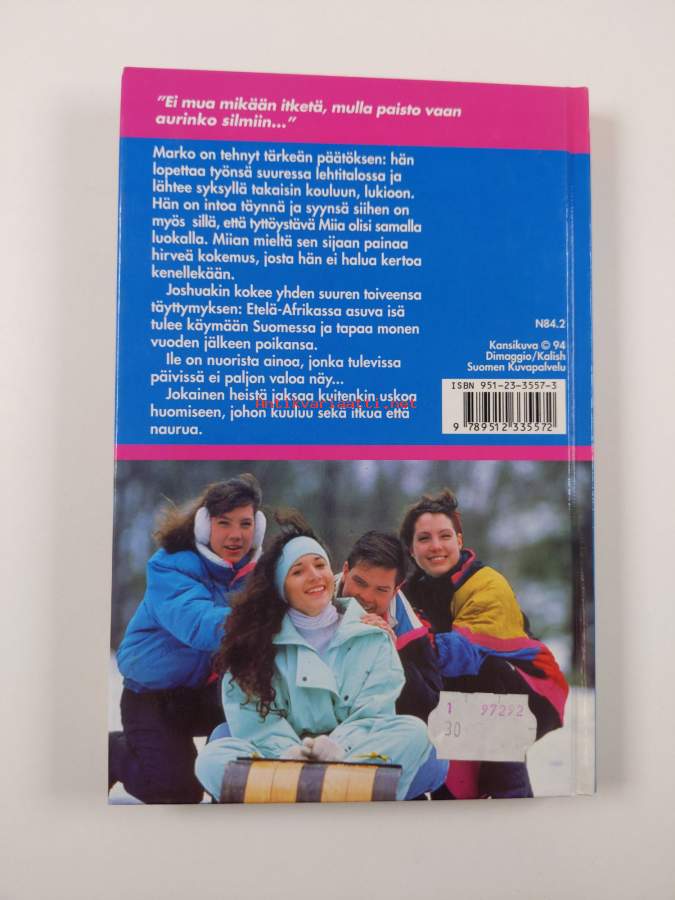 "Ei mua mikään itketä, mulla paisto vaan
aurinko silmiin..."
Marko on tehnyt tärkeän päätöksen: hän
lopettaa työnsä suuressa lehtitalossa ja
lähtee syksyllä takaisin kouluun, lukioon.
Hän on intoa täynnä ja syynsä siihen on
myös sillä, että tyttöystävä Miia olisi samalla
luokalla. Miian mieltä sen sijaan painaa
hirveä kokemus, josta hän ei halua kertoa
kenellekään.
Joshuakin kokee yhden suuren toiveensa
täyttymyksen: Etelä-Afrikassa asuva isä
tulee käymään Suomessa ja tapaa monen
vuoden jälkeen poikansa.
Ile on nuorista ainoa, jonka tulevissa
päivissä ei paljon valoa näy...
Jokainen heistä jaksaa kuitenkin uskoa
huomiseen, johon kuuluu sekä itkua että
naurua.
Antikvariaatti.net
N84.2
Kansikuva © 94
Dimaggio/Kalish
Suomen Kuvapalvelu
ISBN 951-23-3557-3
9 789512 335572
1 97292
30